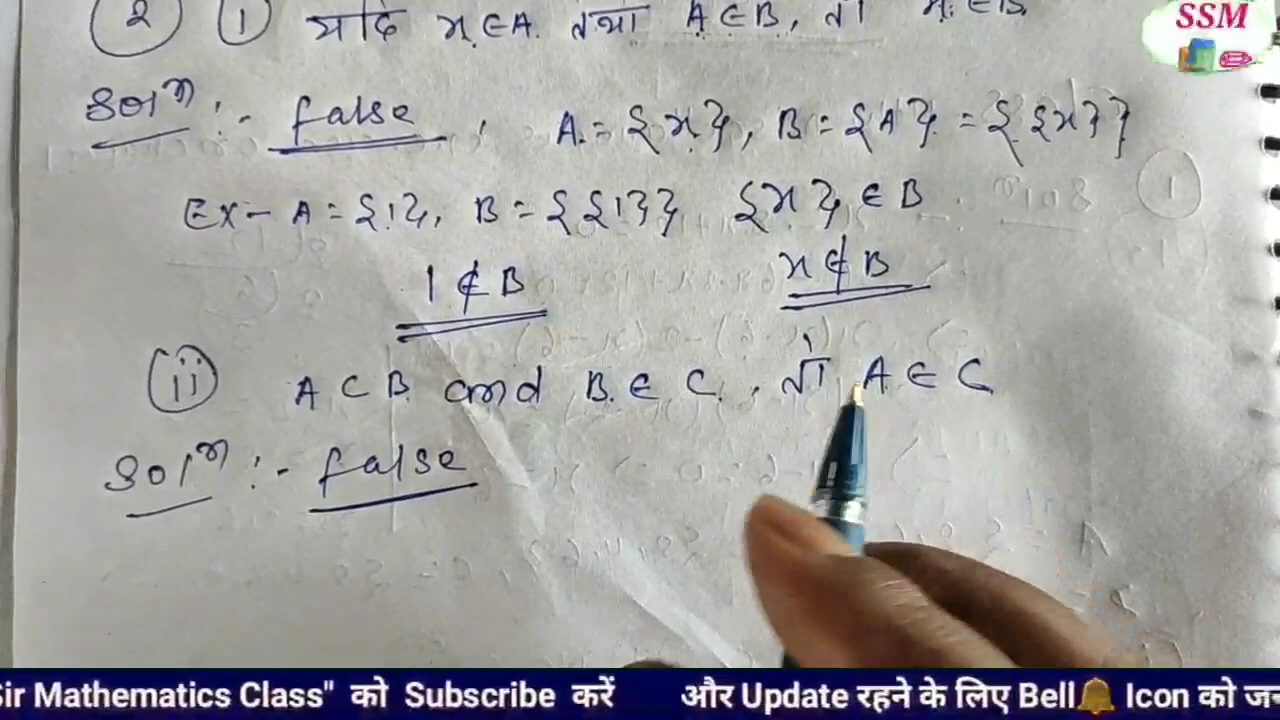 ② ① यदि x ∈ A तथा A ∈ B, तो x ∈ B
SSM
Solⁿ :- false, A = {x}, B = {A} = {{x}}
Ex- A = {1}, B = {{1}} {x} ∈ B
1 ∉ B x ∉ B
(ii) A ⊂ B and B ∈ C, तो A ∈ C
Solⁿ :- false
Sir Mathematics Class" को Subscribe करें और Update रहने के लिए Bell🔔 Icon को